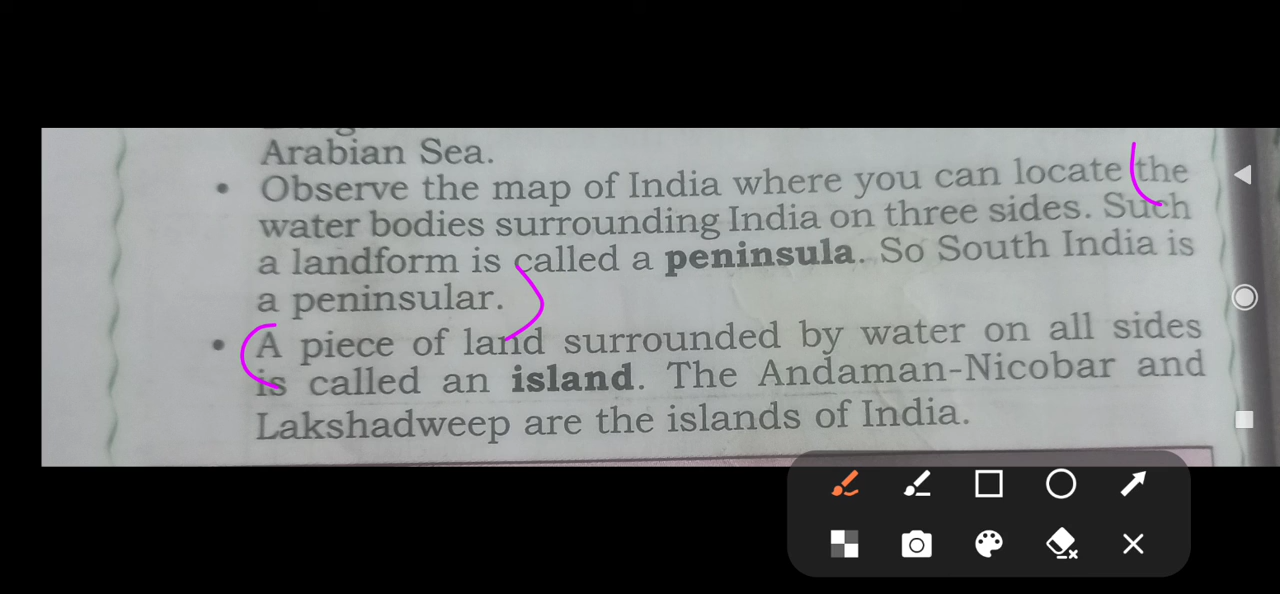 Arabian Sea.
• Observe the map of India where you can locate the
water bodies surrounding India on three sides. Such
a landform is called a peninsula. So South India is
a peninsular.
• A piece of land surrounded by water on all sides
is called an island. The Andaman-Nicobar and
Lakshadweep are the islands of India.